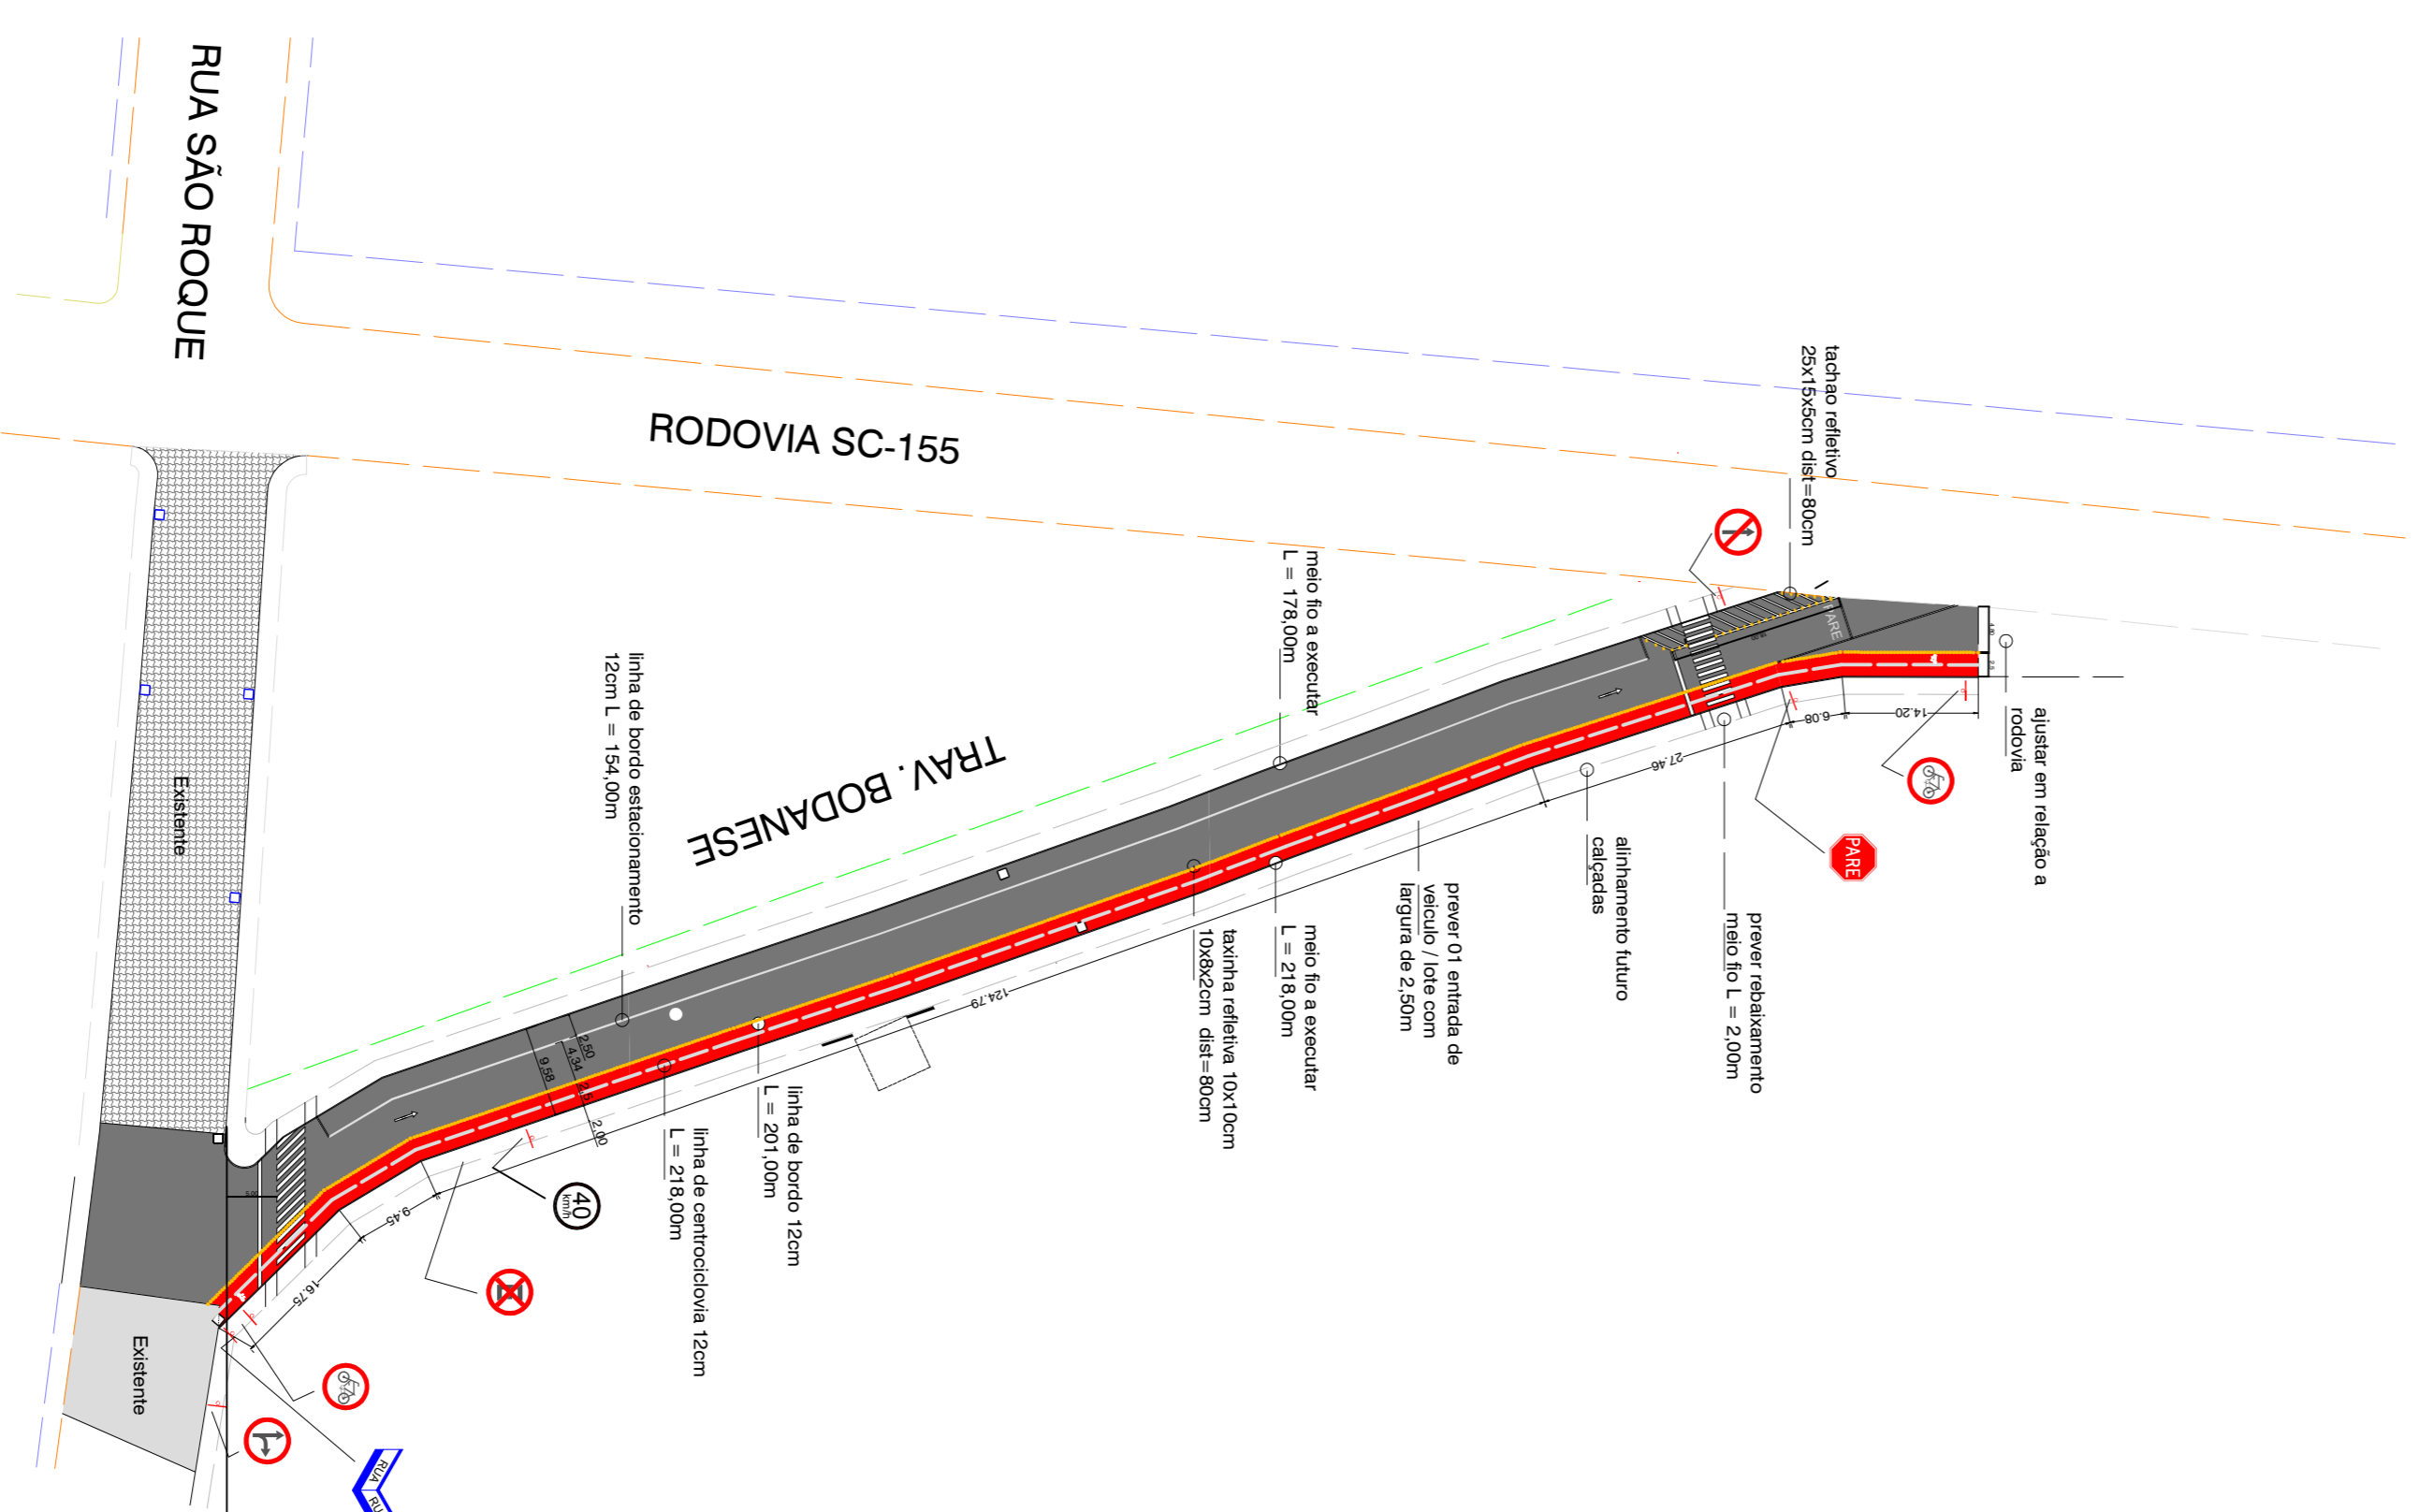 RUA SÃO ROQUE
RODOVIA SC-155
TRAV. BODANESE
tachao refletivo
25x15x5cm dist=80cm
meio fio a executar
L = 178,00m
linha de bordo estacionamento
12cm L = 154,00m
ajustar em relação a
rodovia
PARE
PARE
prever rebaixamento
meio fio L = 2,00m
alinhamento futuro
calçadas
prever 01 entrada de
veiculo / lote com
largura de 2,50m
meio fio a executar
L = 218,00m
taxinha refletiva 10x10cm
10x8x2cm dist=80cm
linha de bordo 12cm
L = 201,00m
linha de centrociclovia 12cm
L = 218,00m
14.20
6.08
27.46
124.79
9.45
16.75
2,50
4,34
2,5
9,58
2,00
40
km/h
Existente
Existente
RUA